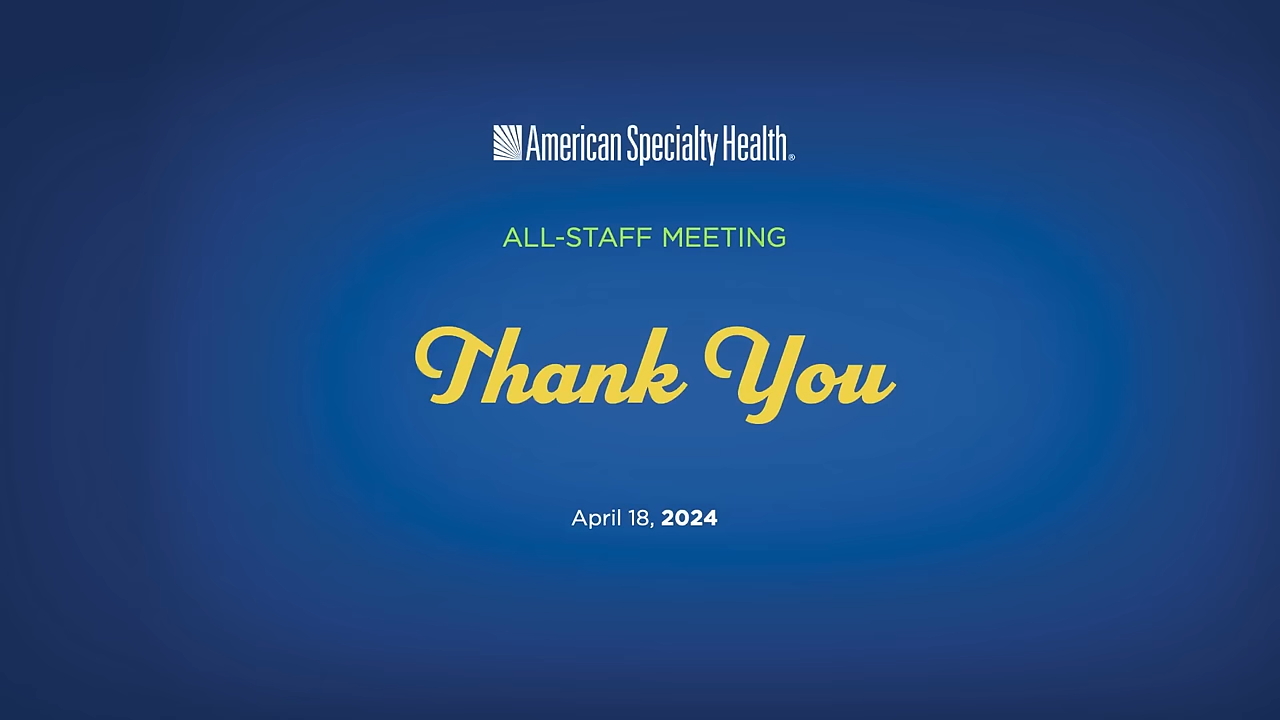 American Specialty Health®
ALL-STAFF MEETING
Thank You
April 18, 2024